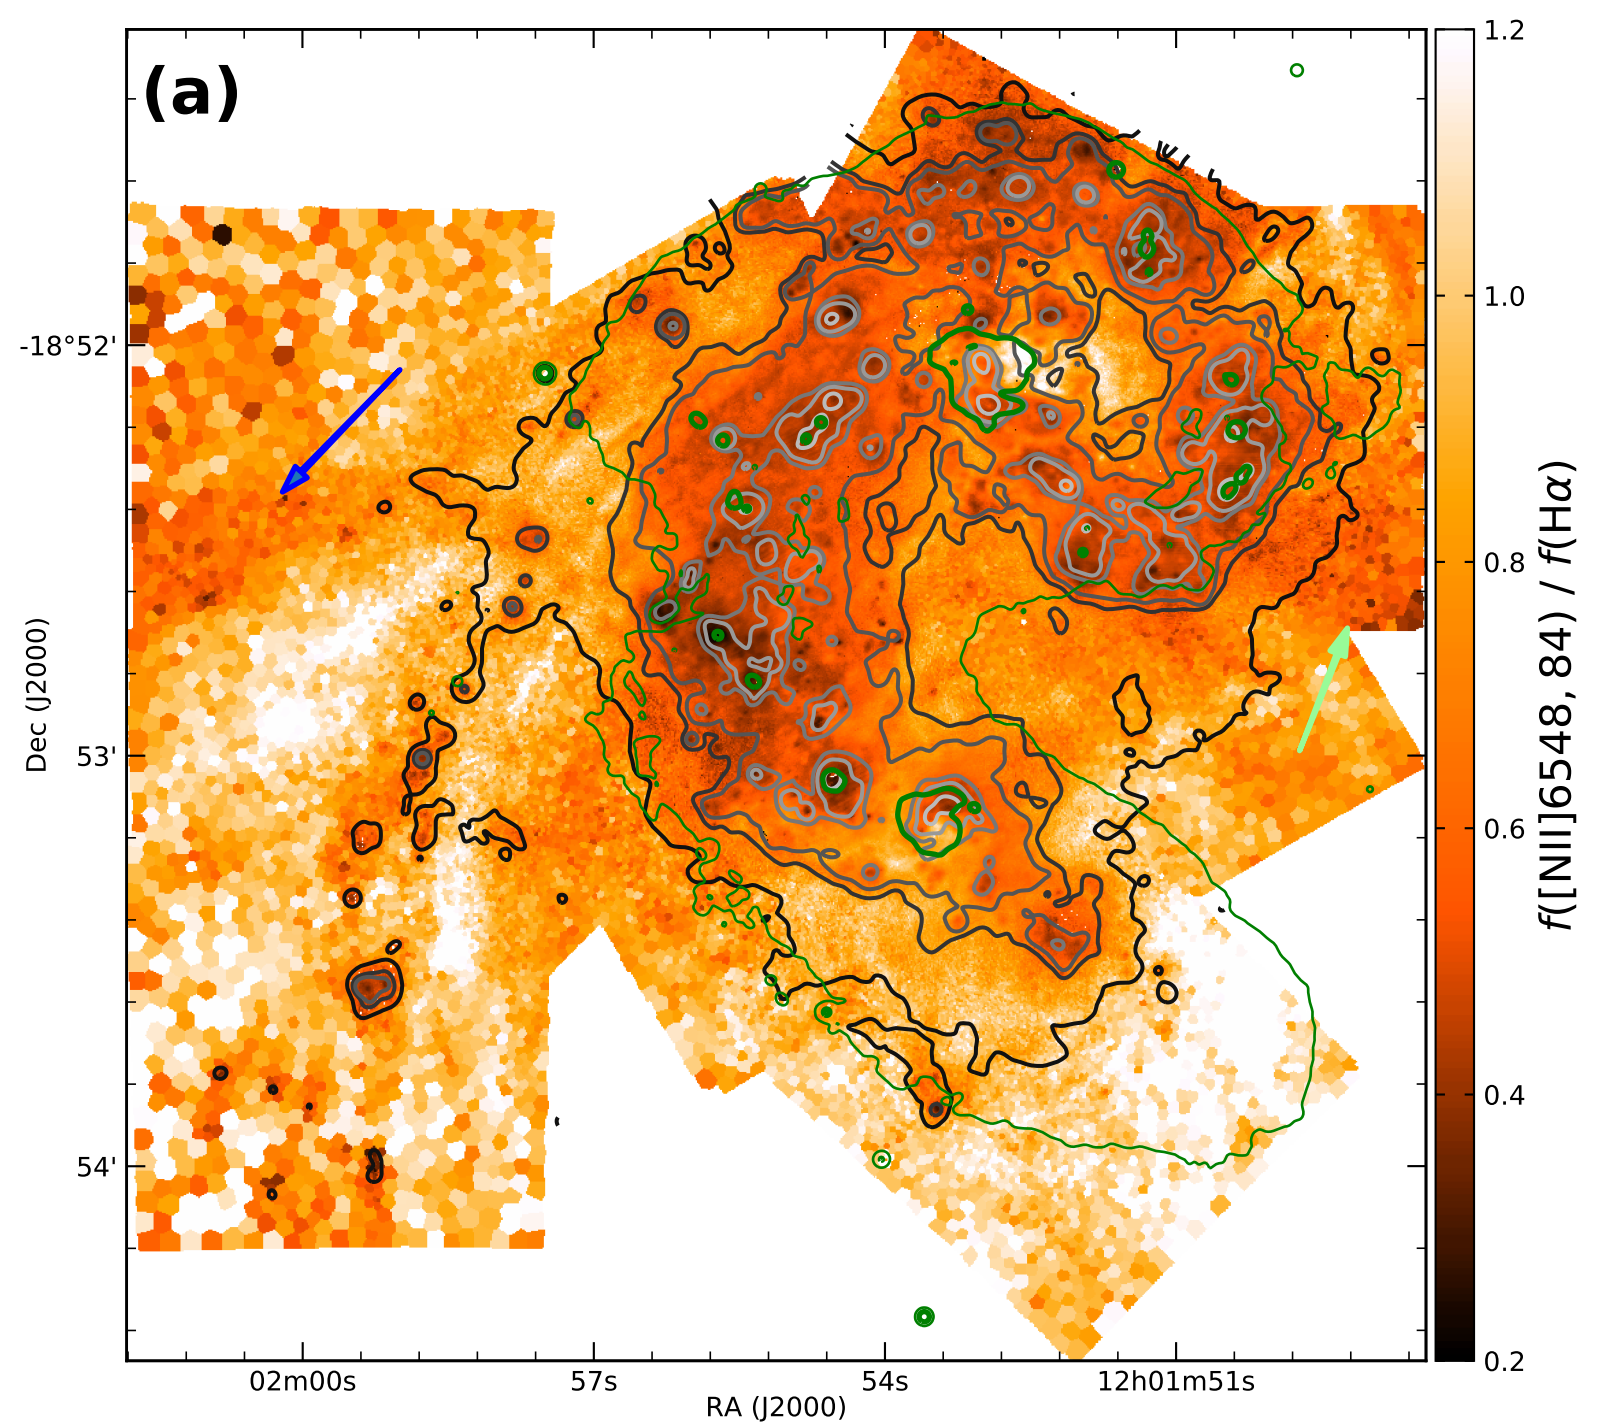 (a)
1.2
1.0
0.8
0.6
0.4
0.2
f([NII]6548, 84) / f(Hα)
-18°52'
53'
54'
Dec (J2000)
02m00s
57s
54s
12h01m51s
RA (J2000)